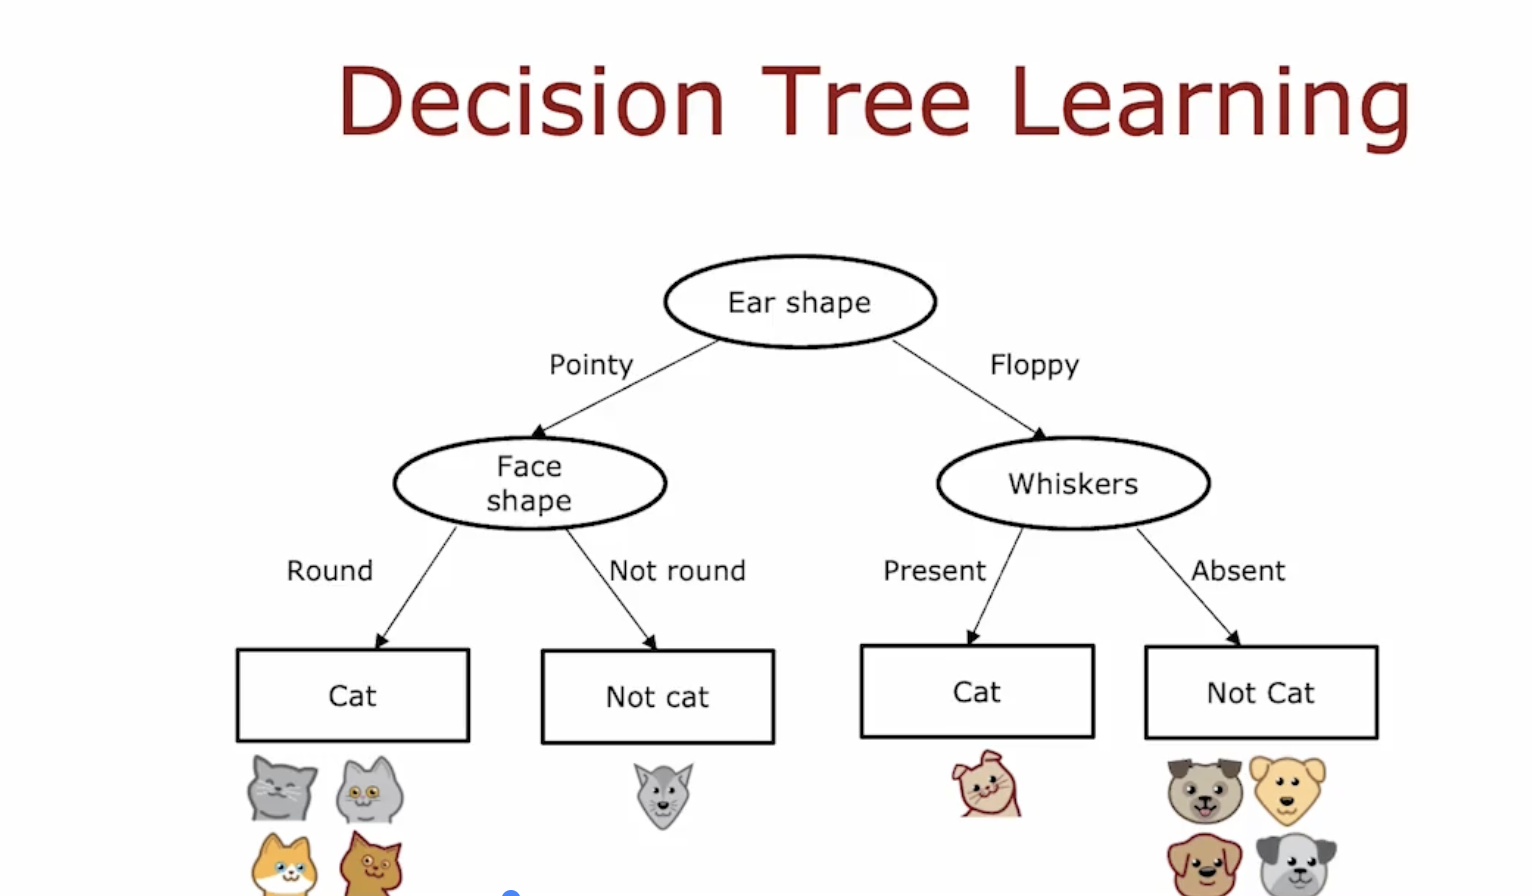 Decision Tree Learning
Ear shape
Pointy
Floppy
Face
shape
Whiskers
Round
Not round
Present
Absent
Cat
Not cat
Cat
Not Cat